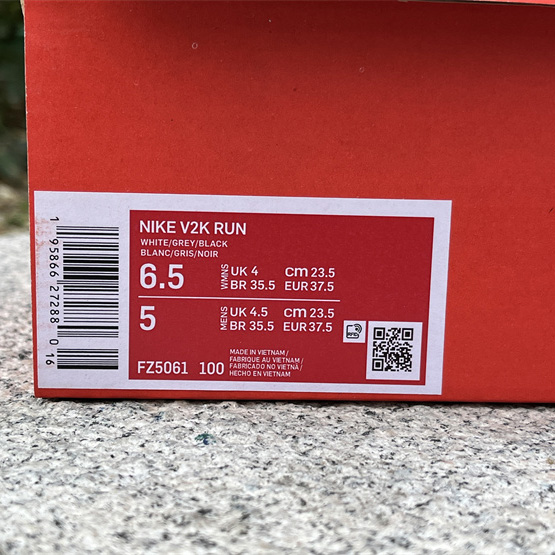 NIKE V2K RUN
WHITE/GREY/BLACK
BLANC/GRIS/NOIR
6.5 WMNS UK 4 cm 23.5
BR 35.5 EUR 37.5
5 MENS UK 4.5 cm 23.5
BR 35.5 EUR 37.5
MADE IN VIETNAM /
FABRIQUE AU VIETNAM /
FABRICADO NO VIETNÃ /
HECHO EN VIETNAM
FZ5061 100
RFID
1 95866 27288 0 16